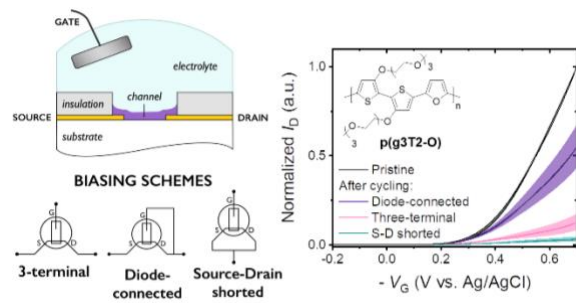 GATE
electrolyte
insulation
channel
SOURCE
DRAIN
substrate
BIASING SCHEMES
G
S D
3-terminal
G
S D
Diode-
connected
G
S D
Source-Drain
shorted
Normalized I_D (a.u.)
1.0
0.5
0.0
-0.2 0.0 0.2 0.4 0.6
- V_G (V vs. Ag/AgCl)
O O 3
S S O n
3 O O
p(g3T2-O)
Pristine
After cycling:
Diode-connected
Three-terminal
S-D shorted